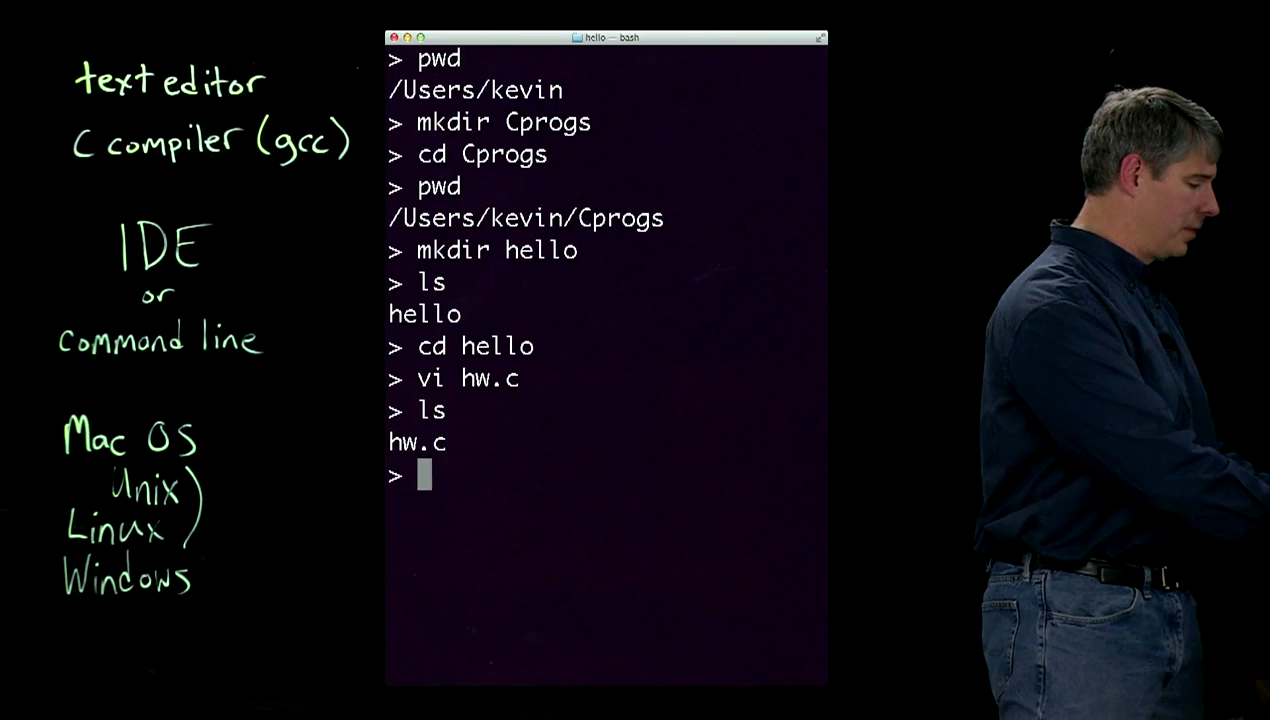 text editor
C compiler (gcc)
IDE
or
command line
Mac OS
Unix
Linux
Windows
hello — bash
> pwd
/Users/kevin
> mkdir Cprogs
> cd Cprogs
> pwd
/Users/kevin/Cprogs
> mkdir hello
> ls
hello
> cd hello
> vi hw.c
> ls
hw.c
>